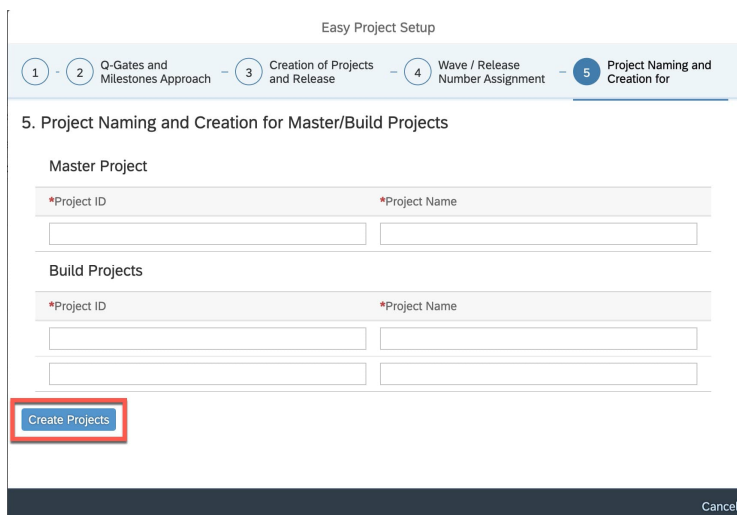 Easy Project Setup
1 - 2 Q-Gates and
Milestones Approach - 3 Creation of Projects
and Release - 4 Wave / Release
Number Assignment - 5 Project Naming and
Creation for
5. Project Naming and Creation for Master/Build Projects
Master Project
*Project ID *Project Name
Build Projects
*Project ID *Project Name
Create Projects
Cancel